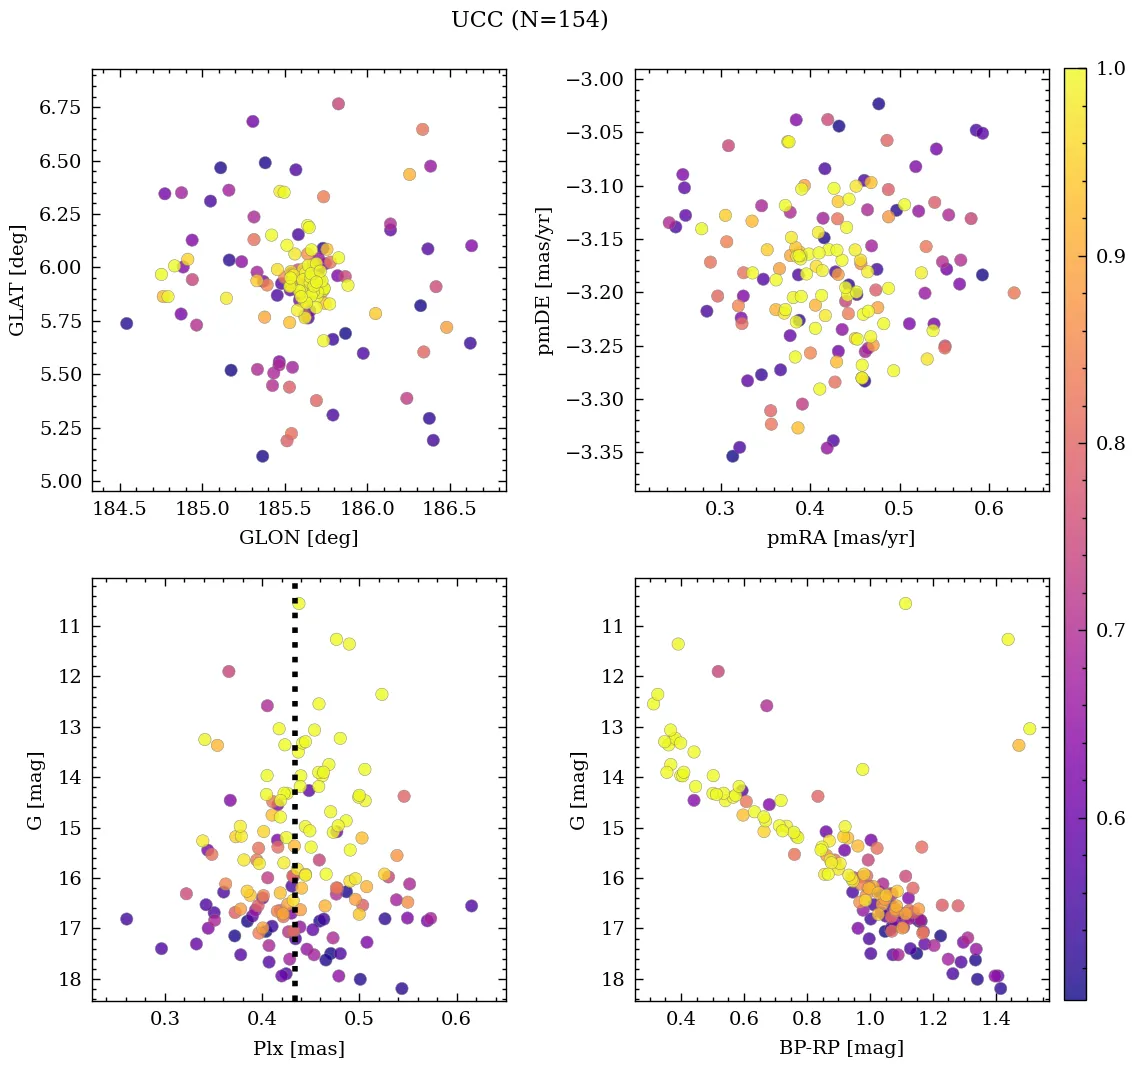 UCC (N=154)
6.75
6.50
6.25
6.00
5.75
5.50
5.25
5.00
GLAT [deg]
184.5 185.0 185.5 186.0 186.5
GLON [deg]
−3.00
−3.05
−3.10
−3.15
−3.20
−3.25
−3.30
−3.35
pmDE [mas/yr]
0.3 0.4 0.5 0.6
pmRA [mas/yr]
1.0
0.9
0.8
0.7
0.6
11
12
13
14
15
16
17
18
G [mag]
0.3 0.4 0.5 0.6
Plx [mas]
11
12
13
14
15
16
17
18
G [mag]
0.4 0.6 0.8 1.0 1.2 1.4
BP-RP [mag]